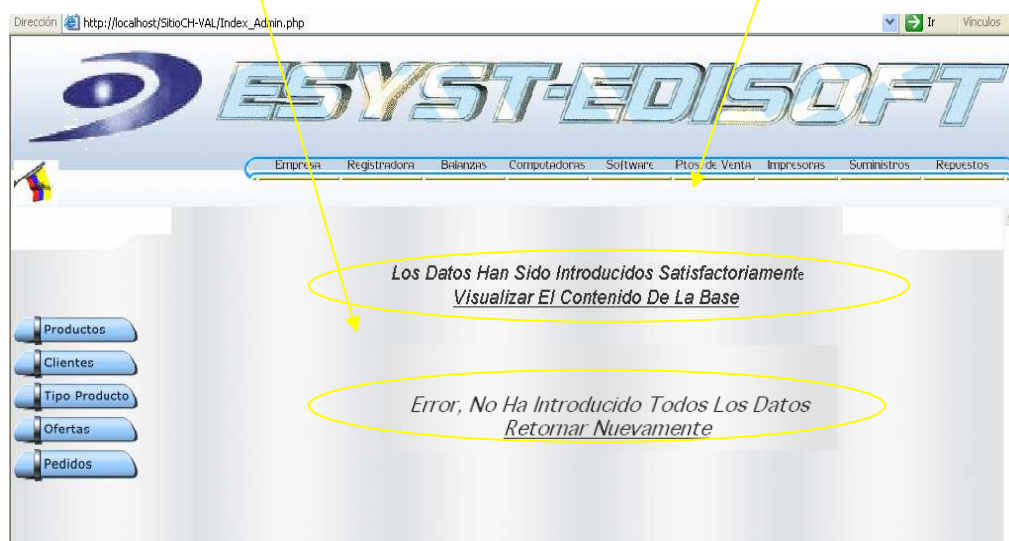 Dirección http://localhost/SitioCH-VAL/Index_Admin.php Ir Vínculos
ESYST-EDISOFT
Empresa Registradora Balanzas Computadoras Software Ptos. de Venta Impresoras Suministros Repuestos
Los Datos Han Sido Introducidos Satisfactoriamente
Visualizar El Contenido De La Base
Productos
Clientes
Tipo Producto
Ofertas
Pedidos
Error, No Ha Introducido Todos Los Datos
Retornar Nuevamente